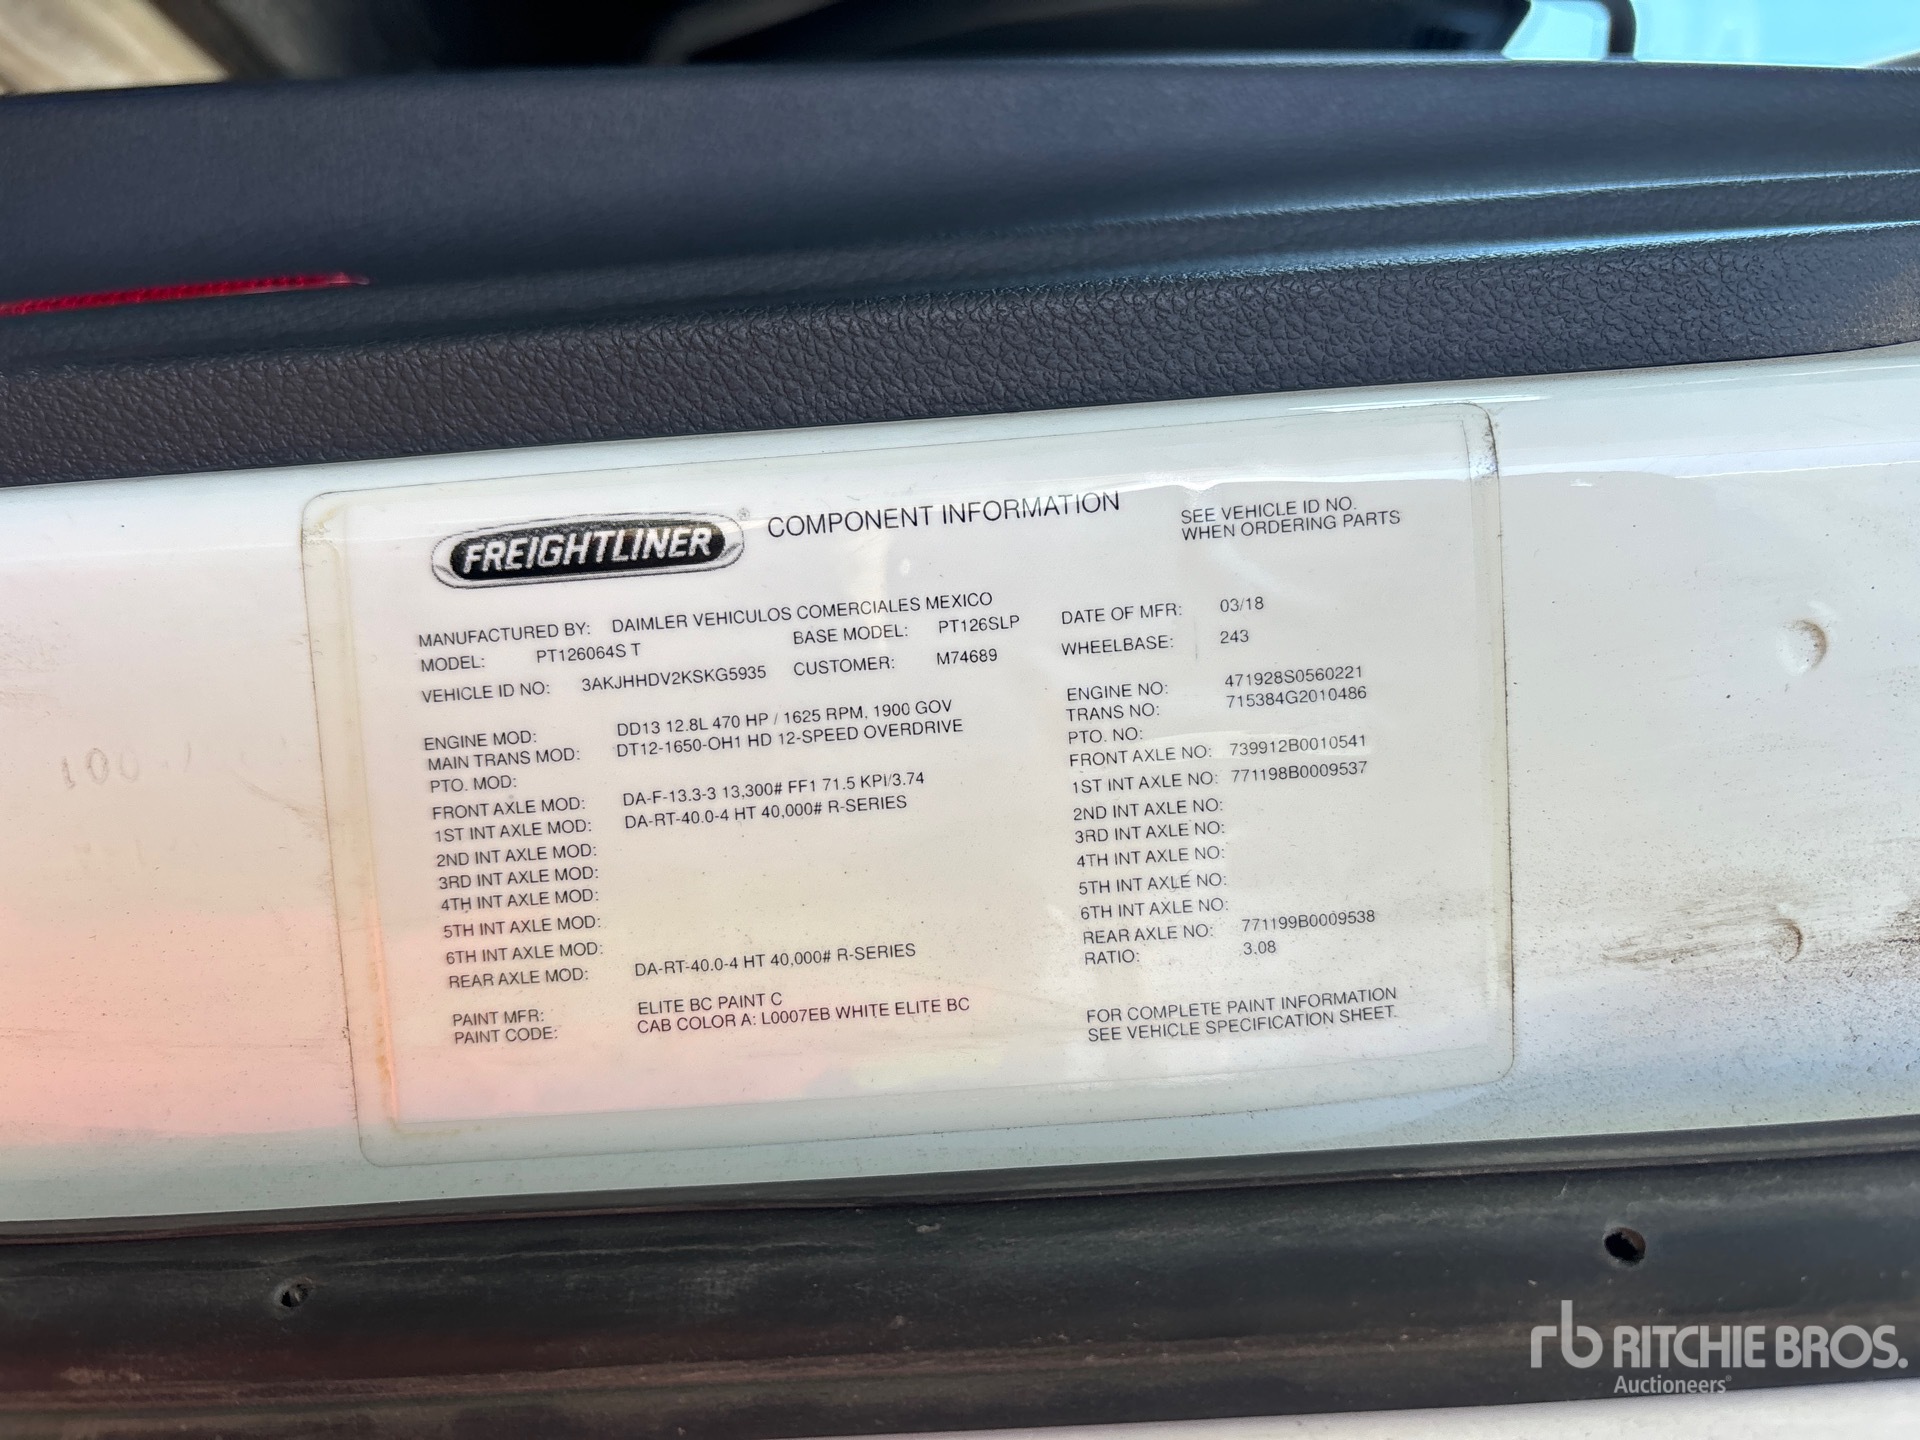 FREIGHTLINER®
COMPONENT INFORMATION
SEE VEHICLE ID NO.
WHEN ORDERING PARTS
MANUFACTURED BY: DAIMLER VEHICULOS COMERCIALES MEXICO
DATE OF MFR: 03/18
MODEL: PT126064S T BASE MODEL: PT126SLP
WHEELBASE: 243
VEHICLE ID NO: 3AKJHHDV2KSKG5935 CUSTOMER: M74689
ENGINE NO: 471928S0560221
ENGINE MOD: DD13 12.8L 470 HP / 1625 RPM, 1900 GOV
TRANS NO: 715384G2010486
MAIN TRANS MOD: DT12-1650-OH1 HD 12-SPEED OVERDRIVE
PTO. NO:
PTO. MOD:
FRONT AXLE NO: 739912B0010541
FRONT AXLE MOD: DA-F-13.3-3 13,300# FF1 71.5 KPI/3.74
1ST INT AXLE NO: 771198B0009537
1ST INT AXLE MOD: DA-RT-40.0-4 HT 40,000# R-SERIES
2ND INT AXLE NO:
2ND INT AXLE MOD:
3RD INT AXLE NO:
3RD INT AXLE MOD:
4TH INT AXLE NO:
4TH INT AXLE MOD:
5TH INT AXLE NO:
5TH INT AXLE MOD:
6TH INT AXLE NO:
6TH INT AXLE MOD:
REAR AXLE NO: 771199B0009538
REAR AXLE MOD: DA-RT-40.0-4 HT 40,000# R-SERIES
RATIO: 3.08
PAINT MFR: ELITE BC PAINT C
PAINT CODE: CAB COLOR A: L0007EB WHITE ELITE BC
FOR COMPLETE PAINT INFORMATION
SEE VEHICLE SPECIFICATION SHEET.
rb RITCHIE BROS.
Auctioneers